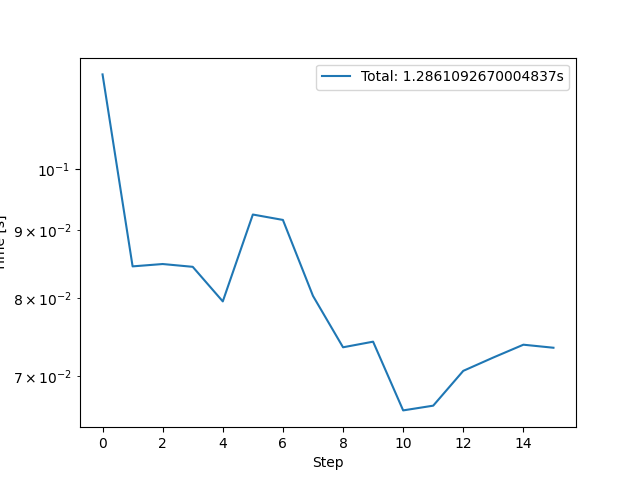 Total: 1.2861092670004837s
10⁻¹
9 × 10⁻²
8 × 10⁻²
7 × 10⁻²
[s]
0 2 4 6 8 10 12 14
Step